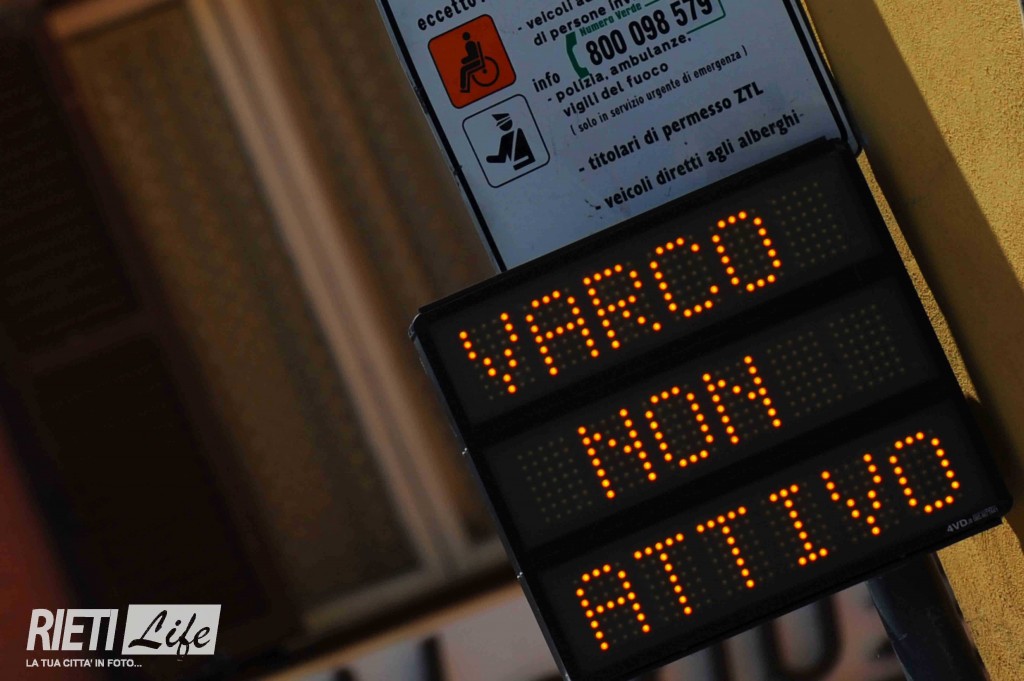 eccetto:
- veicoli
di persone
Numero Verde
800 098 579
info
- polizia, ambulanze.
vigili del fuoco
( solo in servizio urgente di emergenza )
- titolari di permesso ZTL
- veicoli diretti agli alberghi
VARCO
NON
ATTIVO
RIETI Life
LA TUA CITTA' IN FOTO...